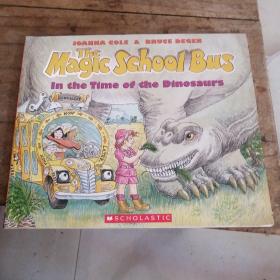 JOANNA COLE & BRUCE DEGEN
The
Magic School Bus
In the Time of the Dinosaurs
SCHOLASTIC